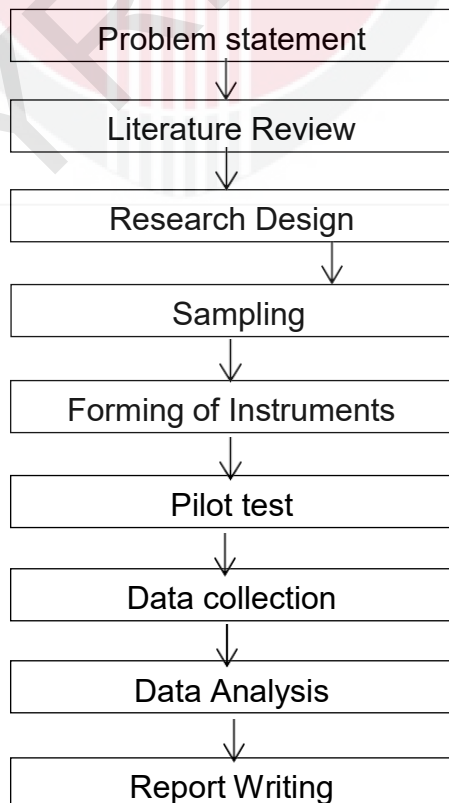 Problem statement
Literature Review
Research Design
Sampling
Forming of Instruments
Pilot test
Data collection
Data Analysis
Report Writing